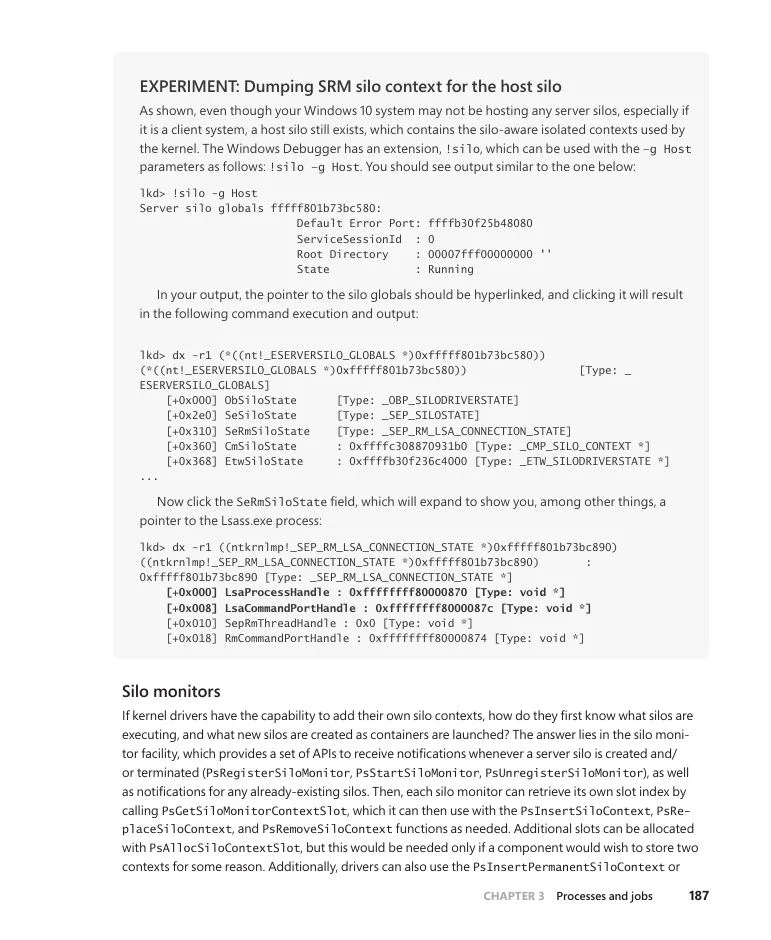 EXPERIMENT: Dumping SRM silo context for the host silo
As shown, even though your Windows 10 system may not be hosting any server silos, especially if
it is a client system, a host silo still exists, which contains the silo-aware isolated contexts used by
the kernel. The Windows Debugger has an extension, !silo, which can be used with the –g Host
parameters as follows: !silo –g Host. You should see output similar to the one below:
lkd> !silo -g Host
Server silo globals fffff801b73bc580:
Default Error Port: ffffb30f25b48080
ServiceSessionId  : 0
Root Directory    : 00007fff00000000 ''
State             : Running
In your output, the pointer to the silo globals should be hyperlinked, and clicking it will result
in the following command execution and output:
lkd> dx -r1 (*((nt!_ESERVERSILO_GLOBALS *)0xfffff801b73bc580))
(*((nt!_ESERVERSILO_GLOBALS *)0xfffff801b73bc580))                 [Type: _
ESERVERSILO_GLOBALS]
[+0x000] ObSiloState      [Type: _OBP_SILODRIVERSTATE]
[+0x2e0] SeSiloState      [Type: _SEP_SILOSTATE]
[+0x310] SeRmSiloState    [Type: _SEP_RM_LSA_CONNECTION_STATE]
[+0x360] CmSiloState      : 0xffffc308870931b0 [Type: _CMP_SILO_CONTEXT *]
[+0x368] EtwSiloState     : 0xffffb30f236c4000 [Type: _ETW_SILODRIVERSTATE *]
...
Now click the SeRmSiloState field, which will expand to show you, among other things, a
pointer to the Lsass.exe process:
lkd> dx -r1 ((ntkrnlmp!_SEP_RM_LSA_CONNECTION_STATE *)0xfffff801b73bc890)
((ntkrnlmp!_SEP_RM_LSA_CONNECTION_STATE *)0xfffff801b73bc890)       :
0xfffff801b73bc890 [Type: _SEP_RM_LSA_CONNECTION_STATE *]
[+0x000] LsaProcessHandle : 0xffffffff80000870 [Type: void *]
[+0x008] LsaCommandPortHandle : 0xffffffff8000087c [Type: void *]
[+0x010] SepRmThreadHandle : 0x0 [Type: void *]
[+0x018] RmCommandPortHandle : 0xffffffff80000874 [Type: void *]
Silo monitors
If kernel drivers have the capability to add their own silo contexts, how do they first know what silos are
executing, and what new silos are created as containers are launched? The answer lies in the silo moni-
tor facility, which provides a set of APIs to receive notifications whenever a server silo is created and/
or terminated (PsRegisterSiloMonitor, PsStartSiloMonitor, PsUnregisterSiloMonitor), as well
as notifications for any already-existing silos. Then, each silo monitor can retrieve its own slot index by
calling PsGetSiloMonitorContextSlot, which it can then use with the PsInsertSiloContext, PsRe-
placeSiloContext, and PsRemoveSiloContext functions as needed. Additional slots can be allocated
with PsAllocSiloContextSlot, but this would be needed only if a component would wish to store two
contexts for some reason. Additionally, drivers can also use the PsInsertPermanentSiloContext or
CHAPTER 3 Processes and jobs 187